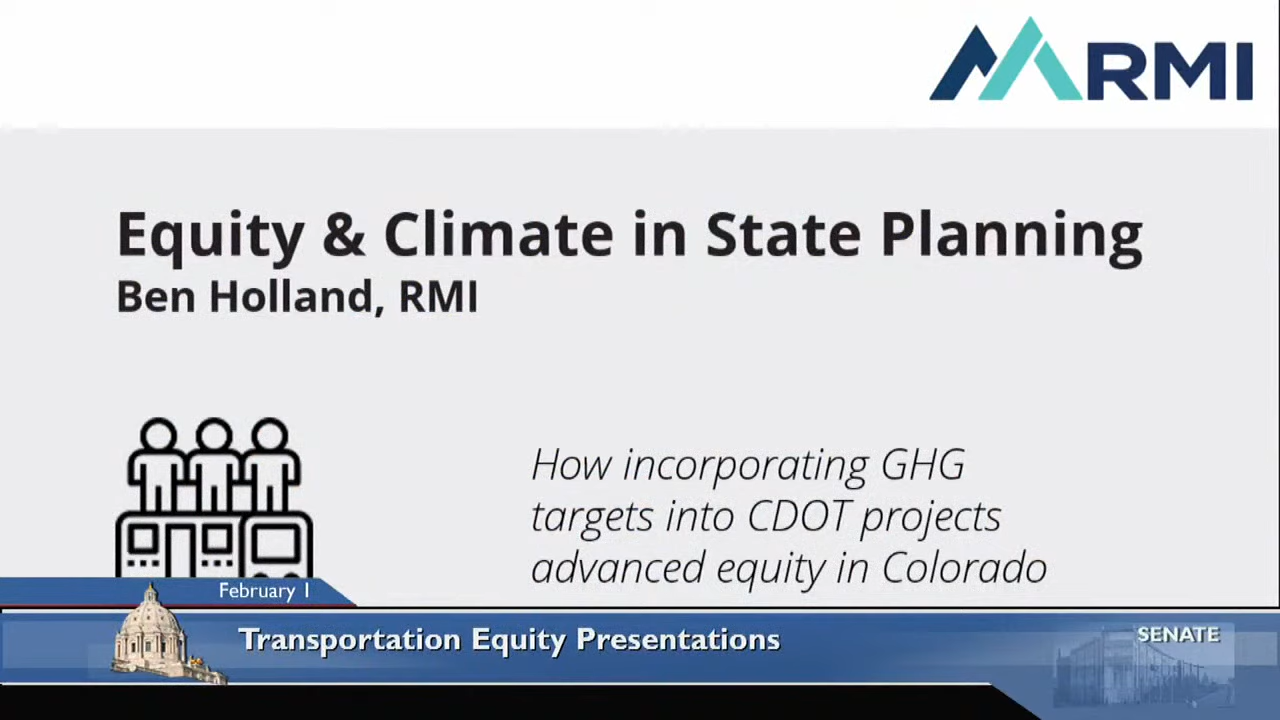 RMI
Equity & Climate in State Planning
Ben Holland, RMI
How incorporating GHG
targets into CDOT projects
advanced equity in Colorado
February 1
Transportation Equity Presentations
SENATE